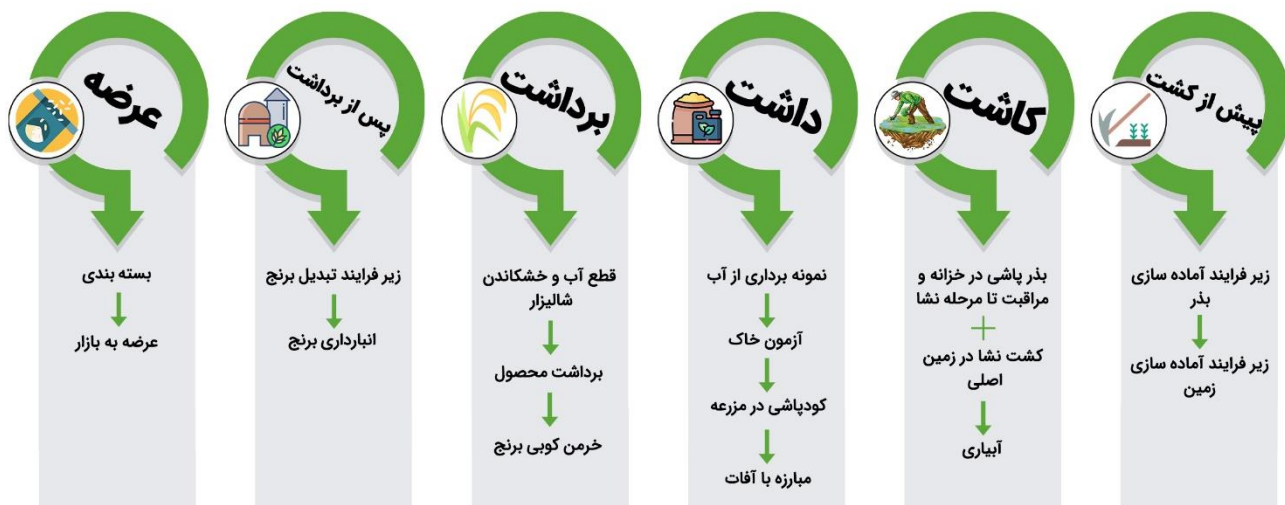 پیش از کشت
زیر فرایند آماده سازی
بذر
زیر فرایند آماده سازی
زمین
کاشت
بذر پاشی در خزانه و
مراقبت تا مرحله نشا
+
کشت نشا در زمین
اصلی
آبیاری
داشت
نمونه برداری از آب
آزمون خاک
کودپاشی در مزرعه
مبارزه با آفات
برداشت
قطع آب و خشکاندن
شالیزار
برداشت محصول
خرمن کوبی برنج
پس از برداشت
زیر فرایند تبدیل برنج
انبارداری برنج
عرضه
بسته بندی
عرضه به بازار